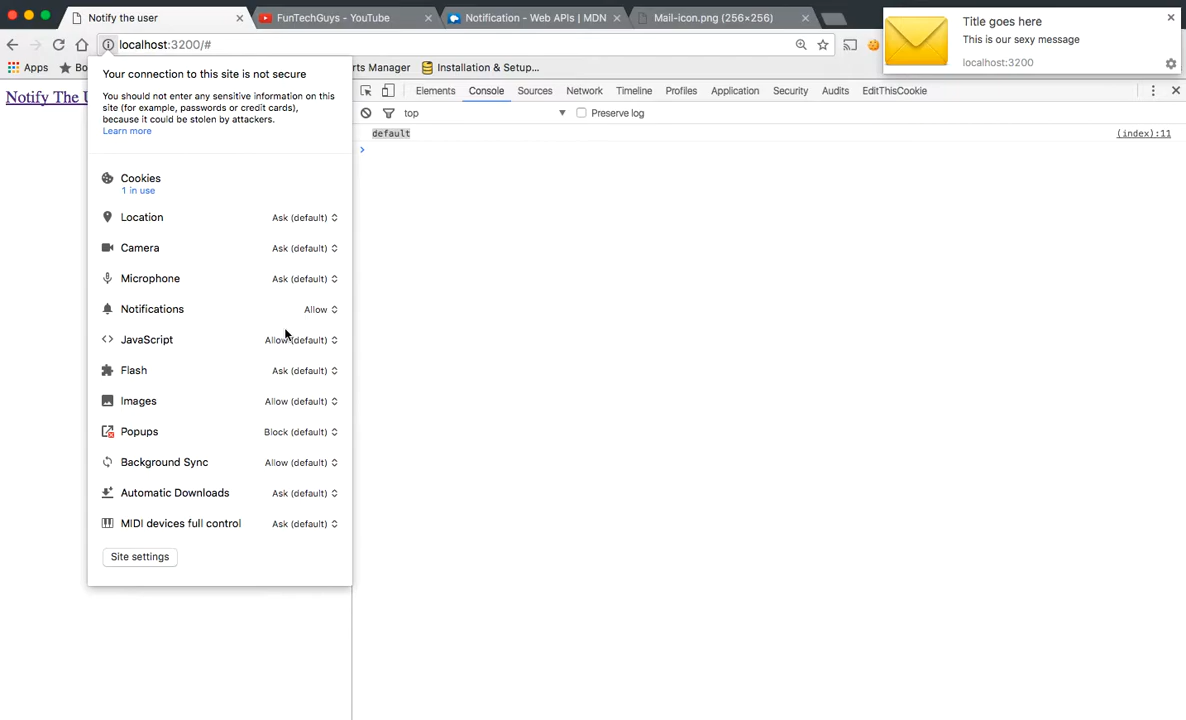 Notify the user
FunTechGuys - YouTube
Notification - Web APIs | MDN
Mail-icon.png (256×256)
localhost:3200/#
Apps
Bo
rts Manager
Installation & Setup...
Title goes here
This is our sexy message
localhost:3200
Notify The U
Your connection to this site is not secure
You should not enter any sensitive information on this
site (for example, passwords or credit cards),
because it could be stolen by attackers.
Learn more
Cookies
1 in use
Location Ask (default)
Camera Ask (default)
Microphone Ask (default)
Notifications Allow
JavaScript Allow (default)
Flash Ask (default)
Images Allow (default)
Popups Block (default)
Background Sync Allow (default)
Automatic Downloads Ask (default)
MIDI devices full control Ask (default)
Site settings
Elements Console Sources Network Timeline Profiles Application Security Audits EditThisCookie
top Preserve log
default (index):11